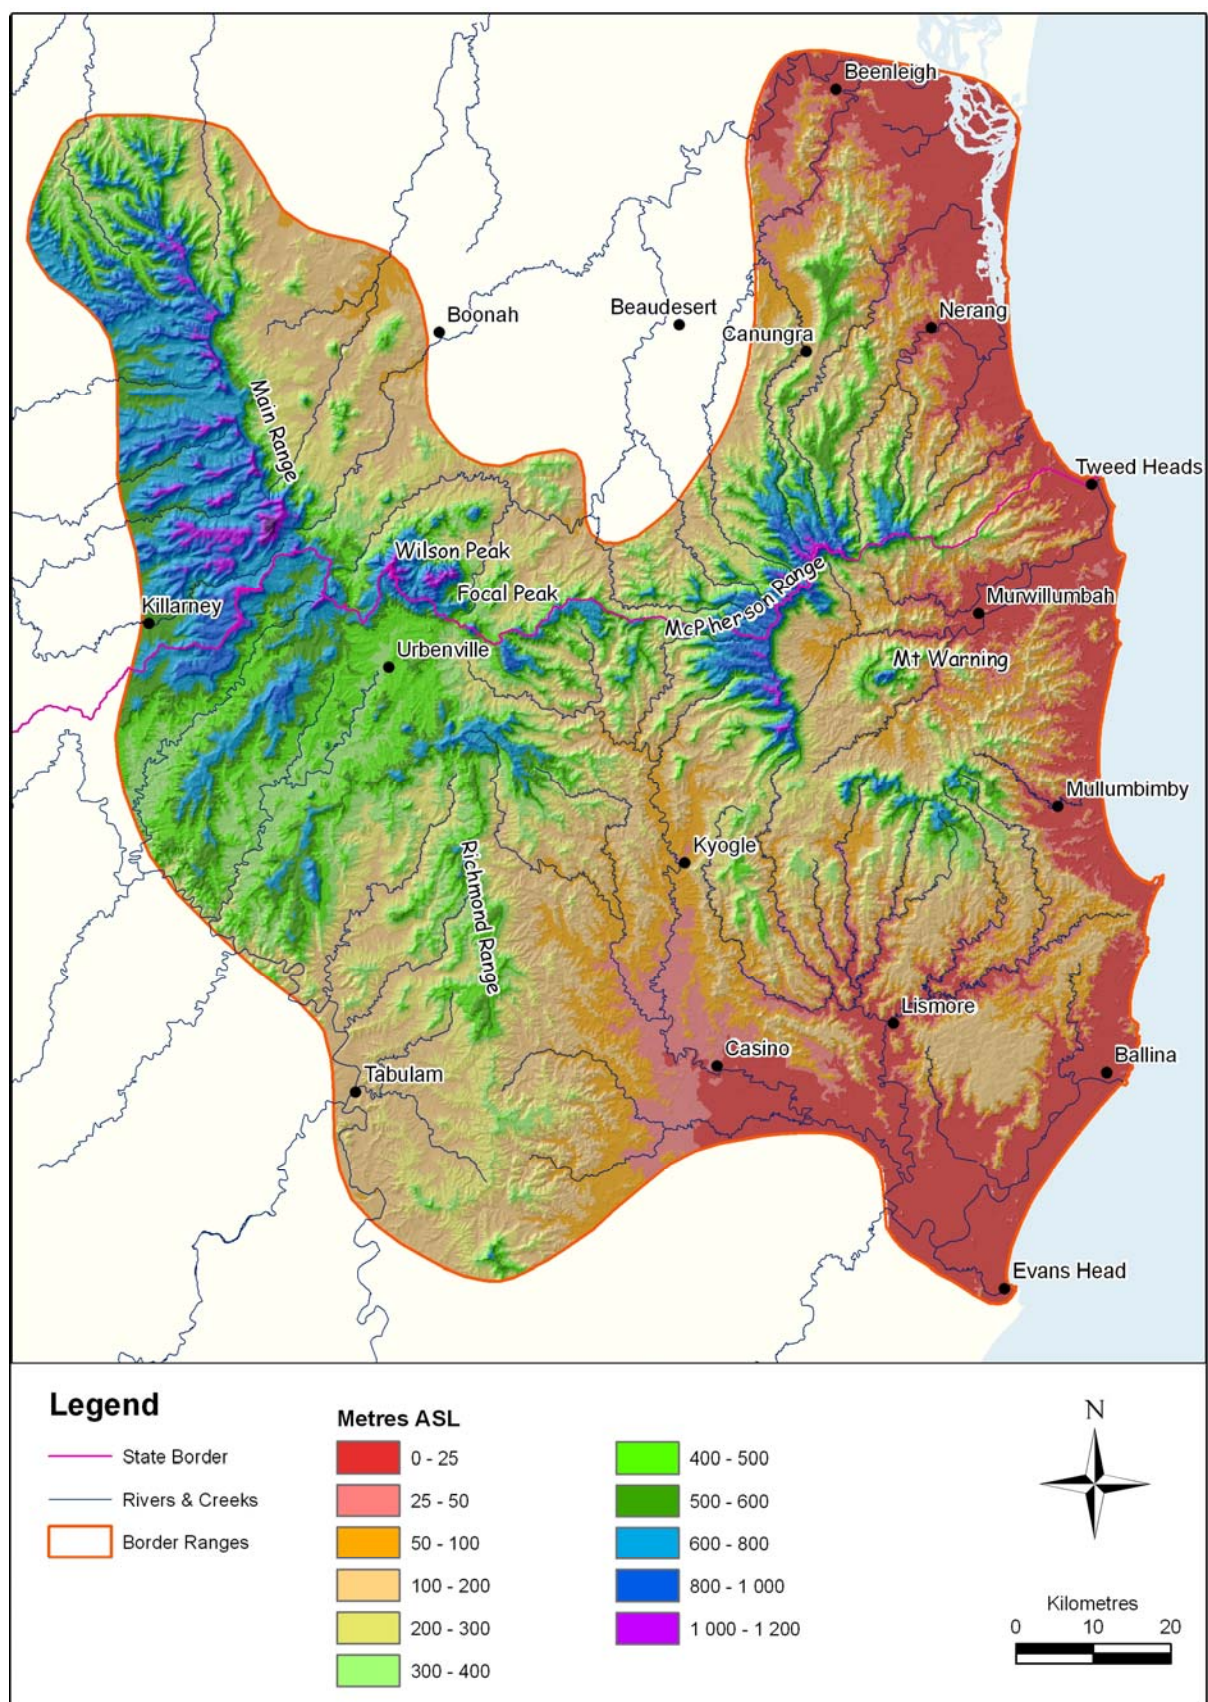 Beenleigh
Boonah
Beaudesert
Nerang
Canungra
Main Range
Tweed Heads
Wilson Peak
Focal Peak
McPherson Range
Killarney
Murwillumbah
Urbenville
Mt Warning
Mullumbimby
Kyogle
Richmond Range
Lismore
Casino
Ballina
Tabulam
Evans Head
Legend
State Border
Rivers & Creeks
Border Ranges
Metres ASL
0 - 25
25 - 50
50 - 100
100 - 200
200 - 300
300 - 400
400 - 500
500 - 600
600 - 800
800 - 1 000
1 000 - 1 200
N
Kilometres
0 10 20